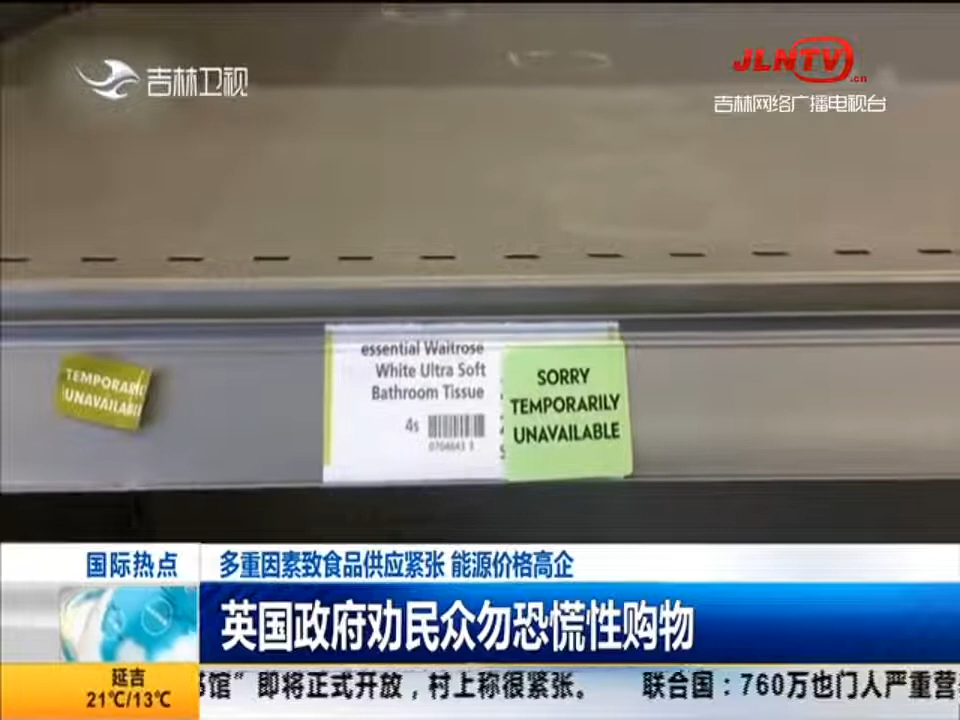 吉林卫视
JLNTV.cn
吉林网络广播电视台
essential Waitrose
White Ultra Soft
Bathroom Tissue
4s
SORRY
TEMPORARILY
UNAVAILABLE
TEMPORARILY
UNAVAILABLE
国际热点
多重因素致食品供应紧张 能源价格高企
英国政府劝民众勿恐慌性购物
延吉
21℃/13℃
书馆”即将正式开放，村上称很紧张。 联合国：760万也门人严重营